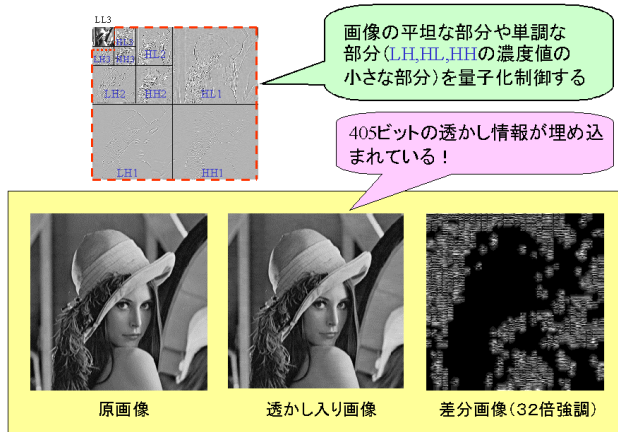 LL3
HL3
HL2
LH3
HH3
LH2
HH2
HL1
LH1
HH1
画像の平坦な部分や単調な
部分(LH,HL,HHの濃度値の
小さな部分)を量子化制御する
405ビットの透かし情報が埋め込
まれている！
原画像
透かし入り画像
差分画像(32倍強調)